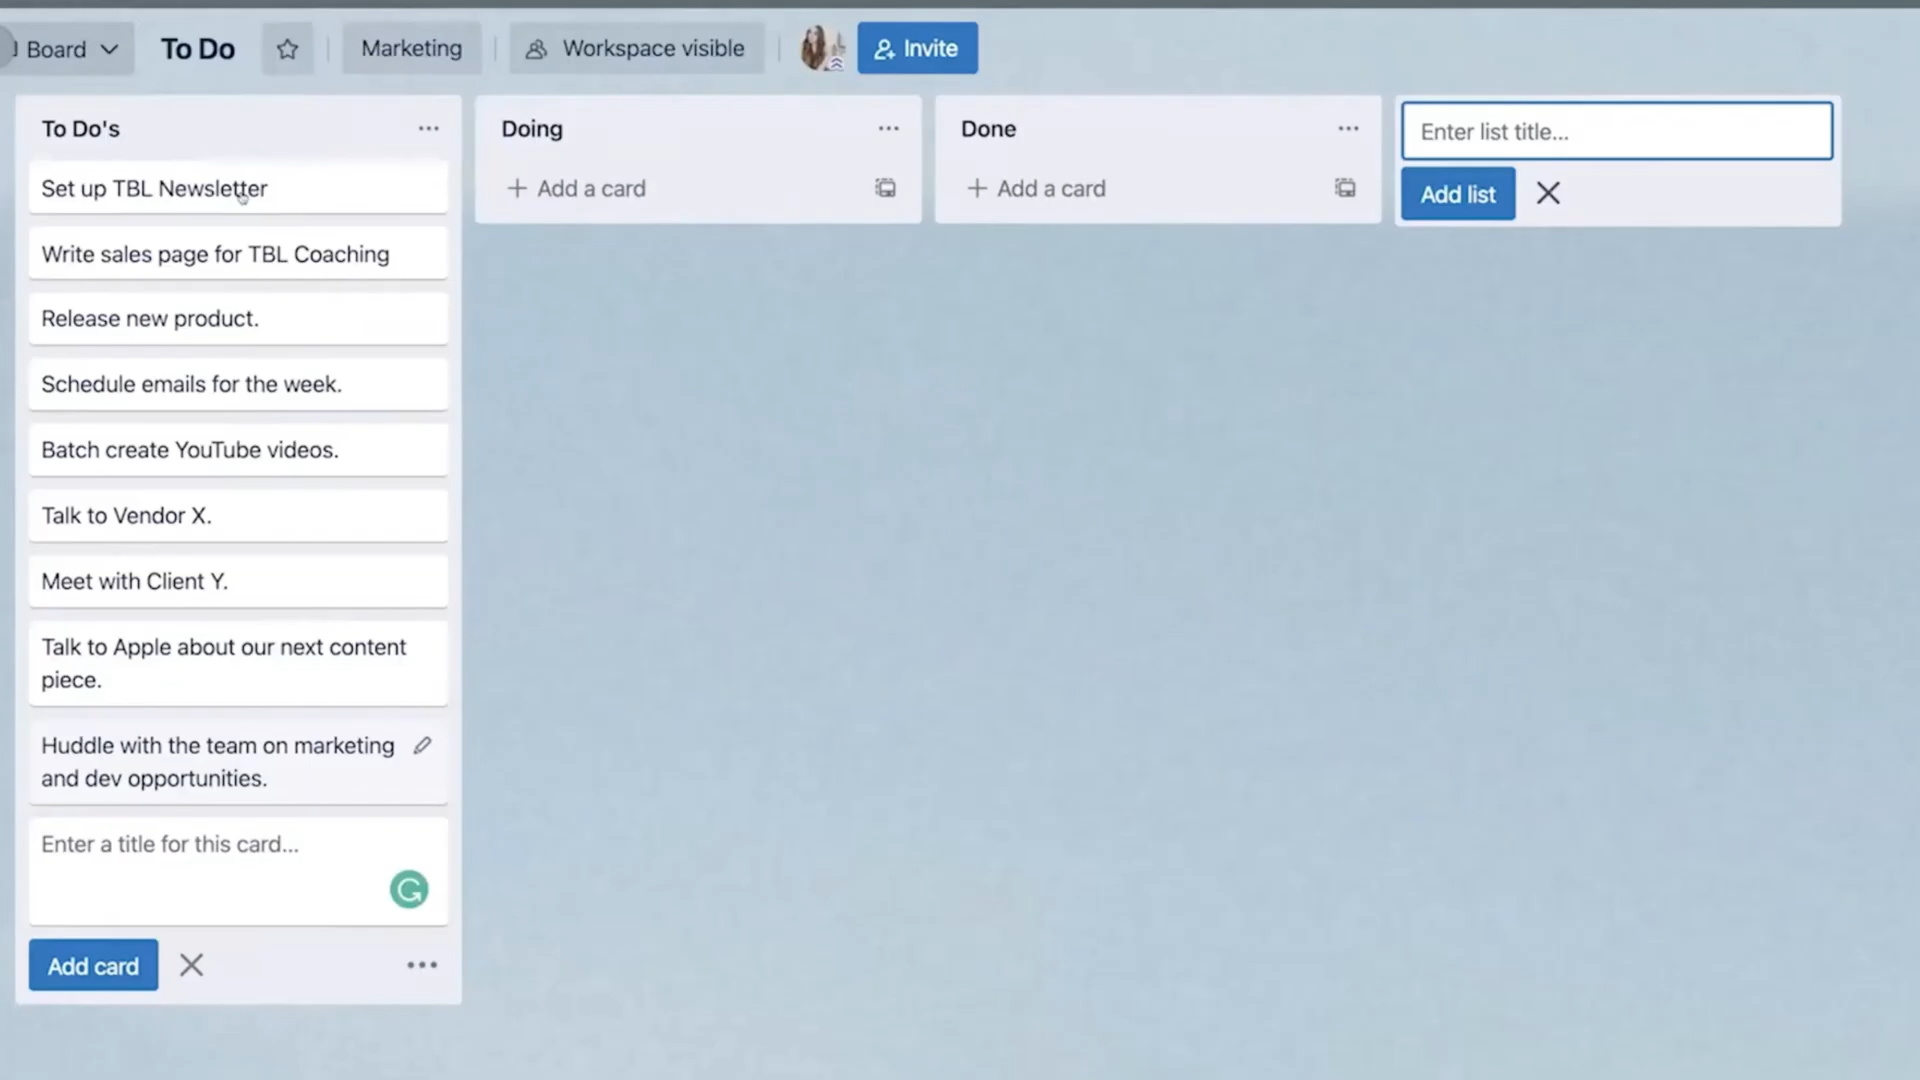 Board
To Do
Marketing
Workspace visible
Invite
To Do's
Set up TBL Newsletter
Write sales page for TBL Coaching
Release new product.
Schedule emails for the week.
Batch create YouTube videos.
Talk to Vendor X.
Meet with Client Y.
Talk to Apple about our next content
piece.
Huddle with the team on marketing
and dev opportunities.
Enter a title for this card...
Add card
Doing
+ Add a card
Done
+ Add a card
Enter list title...
Add list